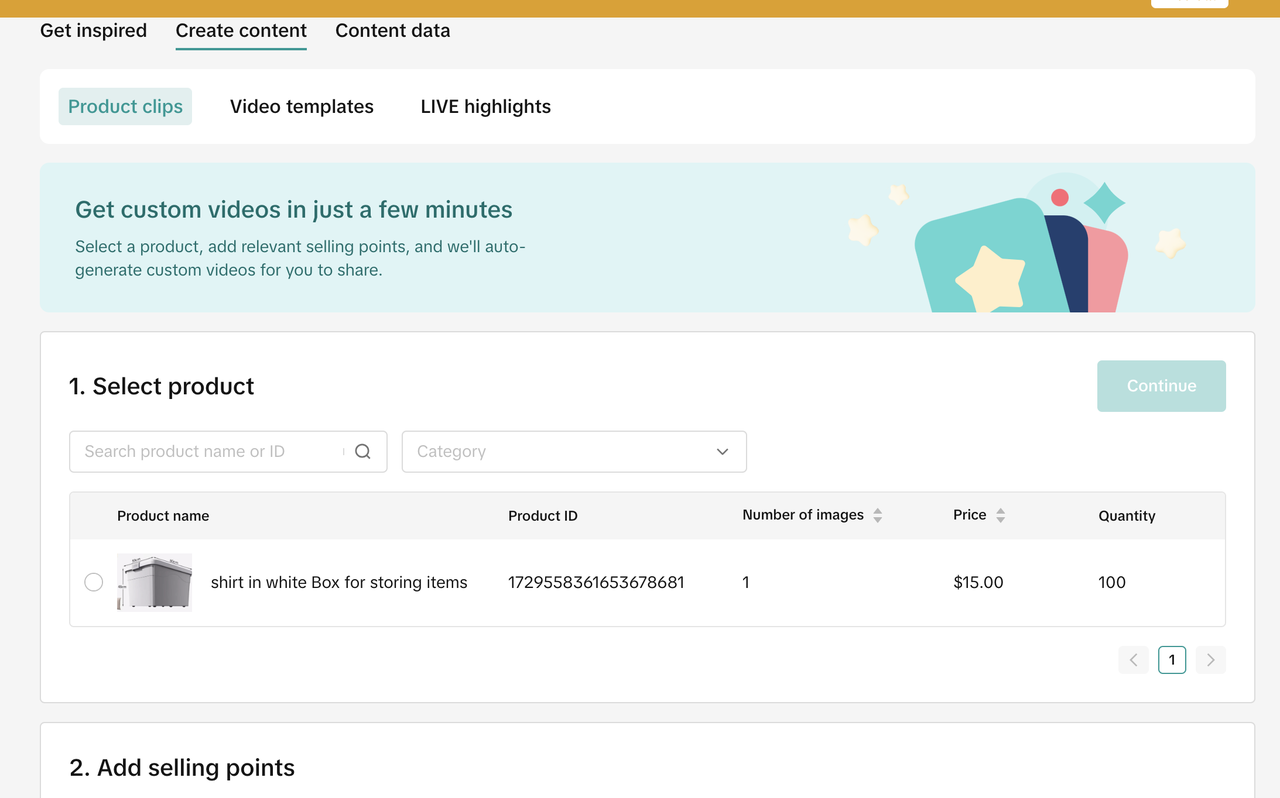 Get inspired
Create content
Content data
Product clips
Video templates
LIVE highlights
Get custom videos in just a few minutes
Select a product, add relevant selling points, and we'll auto-
generate custom videos for you to share.
1. Select product
Continue
Search product name or ID
Category
Product name
Product ID
Number of images
Price
Quantity
shirt in white Box for storing items
1729558361653678681
1
$15.00
100
1
2. Add selling points